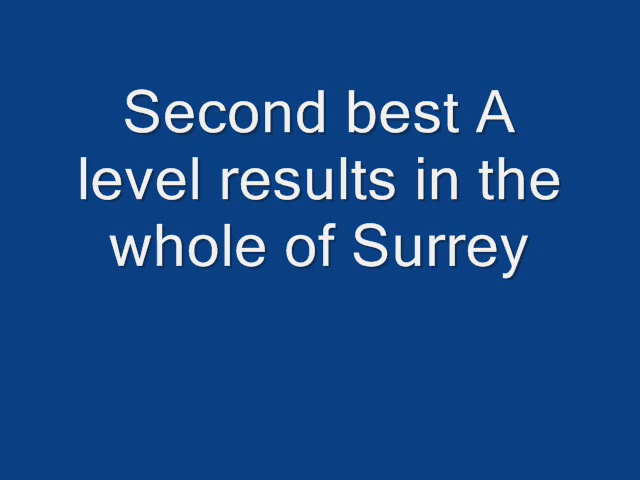 Second best A
level results in the
whole of Surrey